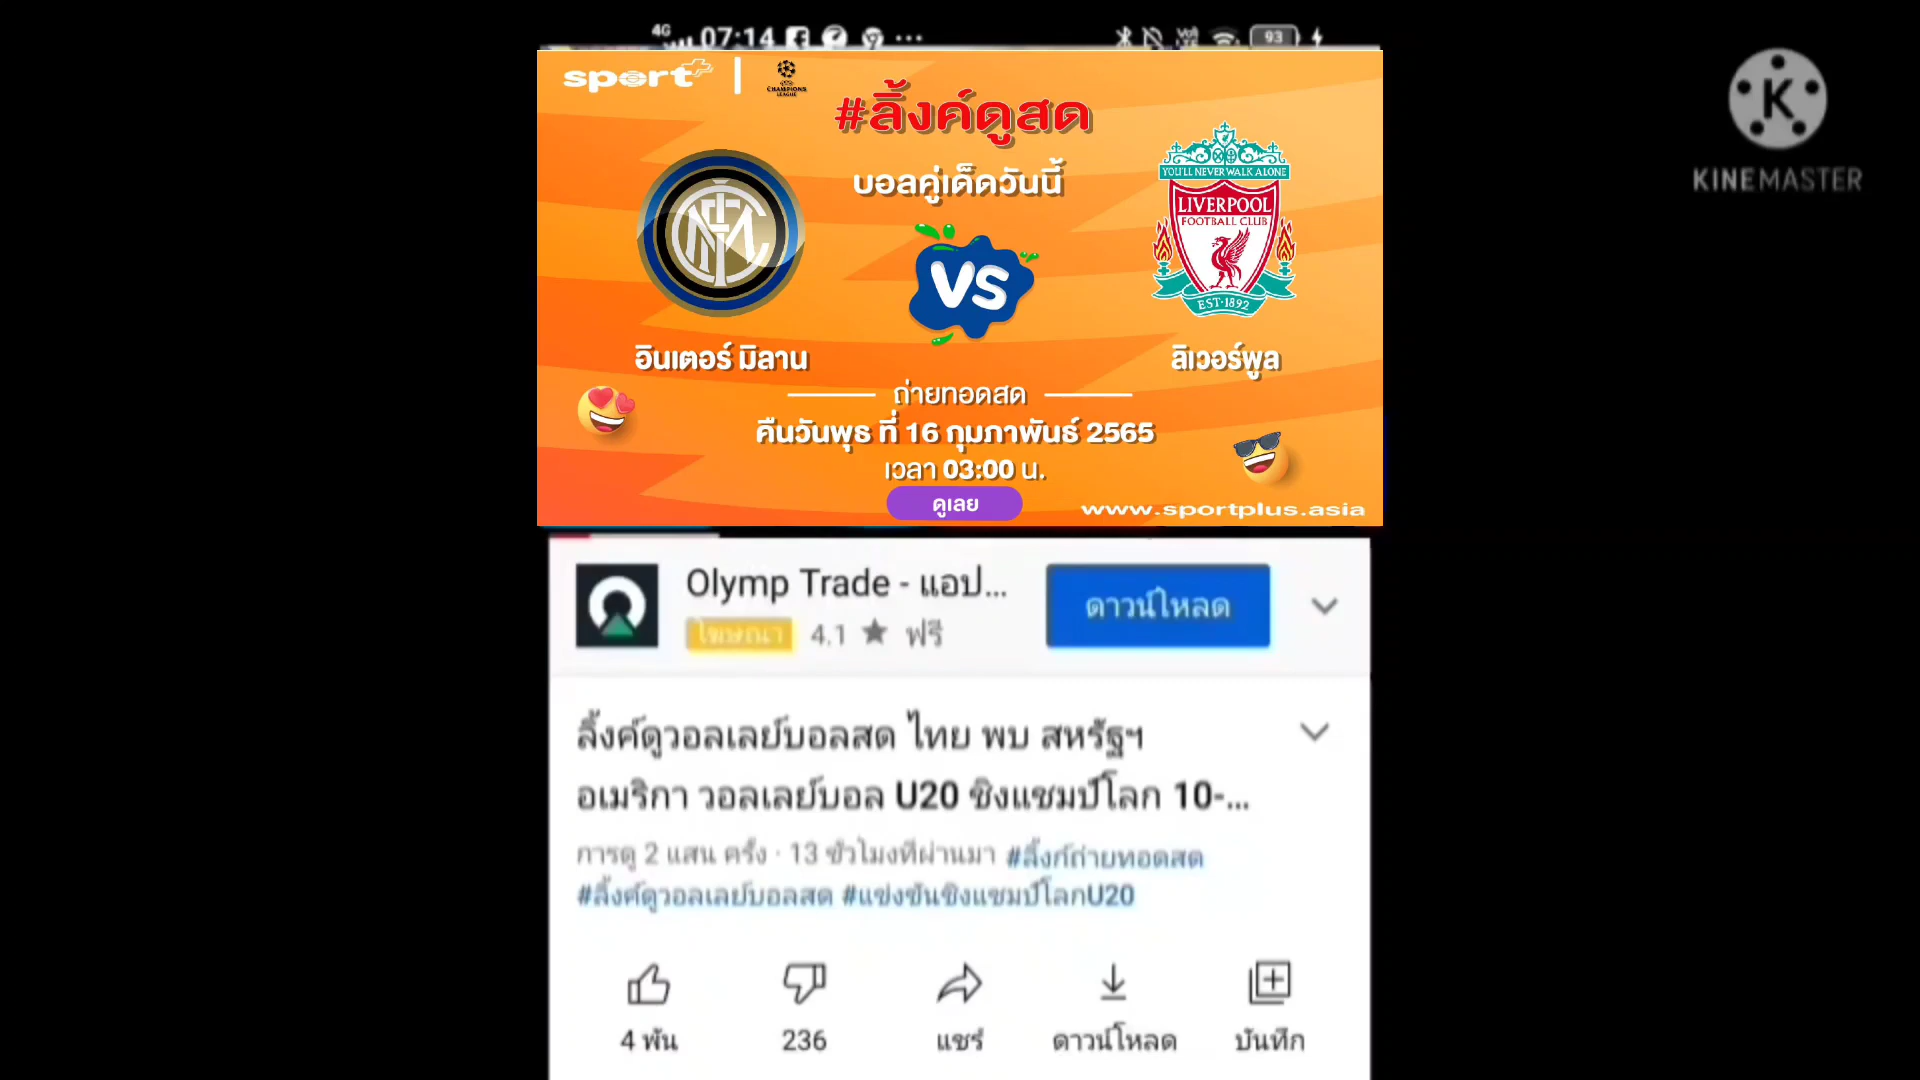 4G 07:14 ... 93
sport+
CHAMPIONS
LEAGUE
#ลิ้งค์ดูสด
บอลคู่เด็ดวันนี้
YOU'LL NEVER WALK ALONE
LIVERPOOL
FOOTBALL CLUB
EST·1892
VS
อินเตอร์ มิลาน
ลิเวอร์พูล
ถ่ายทอดสด
คืนวันพุธ ที่ 16 กุมภาพันธ์ 2565
เวลา 03:00 น.
ดูเลย
www.sportplus.asia
K
KINEMASTER
Olymp Trade - แอป...
โฆษณา 4.1 ★ ฟรี
ดาวน์โหลด
ลิ้งค์ดูวอลเลย์บอลสด ไทย พบ สหรัฐฯ
อเมริกา วอลเลย์บอล U20 ชิงแชมป์โลก 10-...
การดู 2 แสน ครั้ง · 13 ชั่วโมงที่ผ่านมา #ลิ้งก์ถ่ายทอดสด
#ลิ้งค์ดูวอลเลย์บอลสด #แข่งขันชิงแชมป์โลกU20
4 พัน
236
แชร์
ดาวน์โหลด
บันทึก